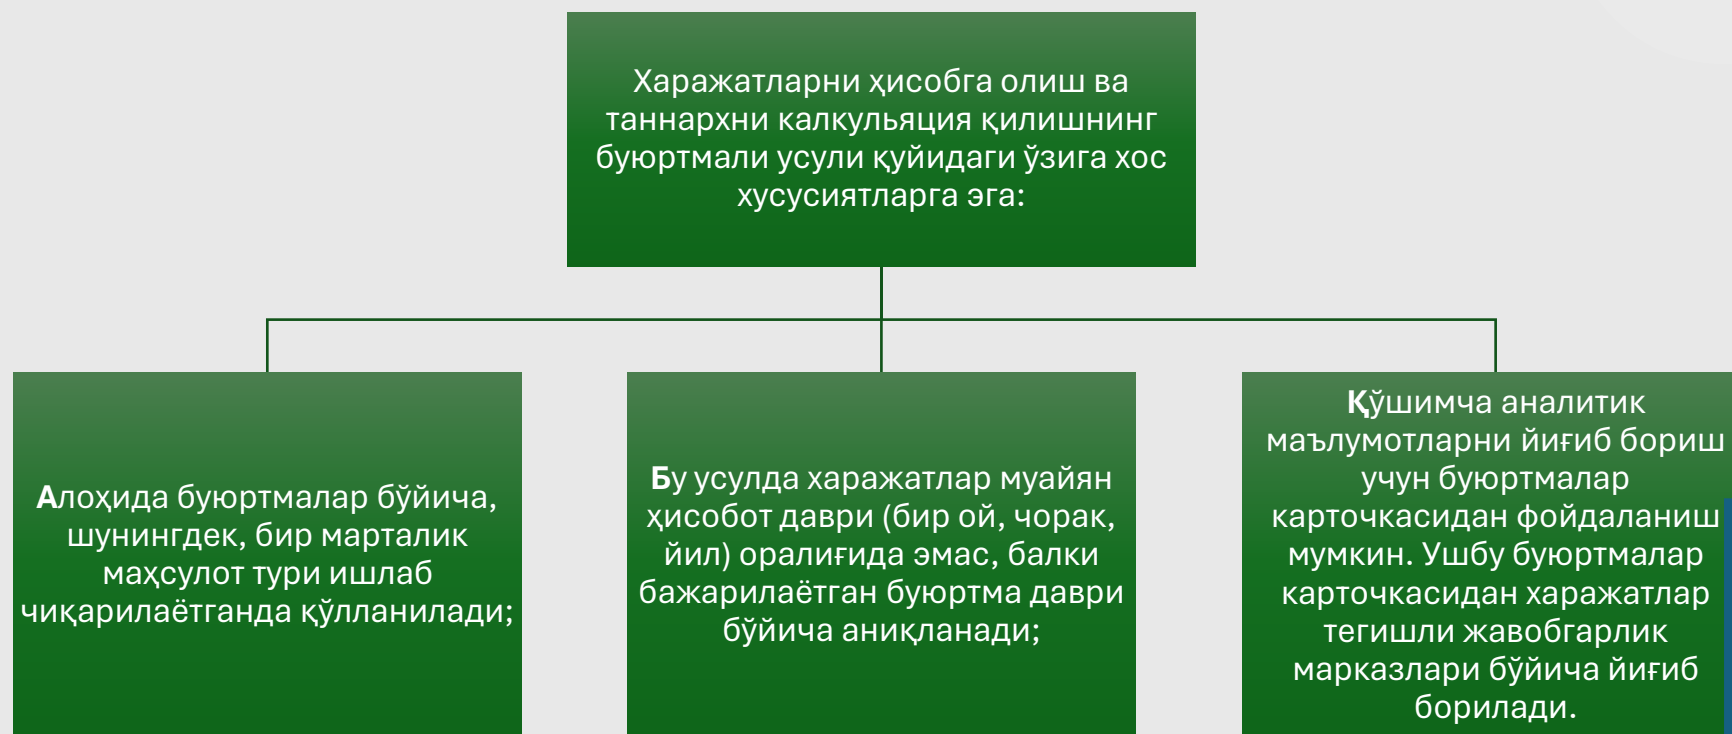 Харажатларни ҳисобга олиш ва
таннархни калкульяция қилишнинг
буюртмали усули қуйидаги ўзига хос
хусусиятларга эга:
Алоҳида буюртмалар бўйича,
шунингдек, бир марталик
маҳсулот тури ишлаб
чиқарилаётганда қўлланилади;
Бу усулда харажатлар муайян
ҳисобот даври (бир ой, чорак,
йил) оралиғида эмас, балки
бажарилаётган буюртма даври
бўйича аниқланади;
Қўшимча аналитик
маълумотларни йиғиб бориш
учун буюртмалар
карточкасидан фойдаланиш
мумкин. Ушбу буюртмалар
карточкасидан харажатлар
тегишли жавобгарлик
марказлари бўйича йиғиб
борилади.